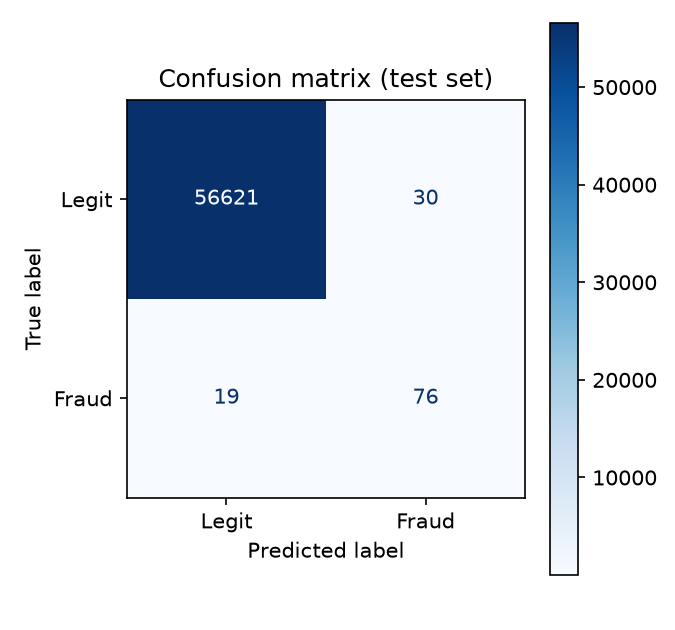 Confusion matrix (test set)
True label
Legit
Fraud
56621 30
19 76
Legit Fraud
Predicted label
50000
40000
30000
20000
10000